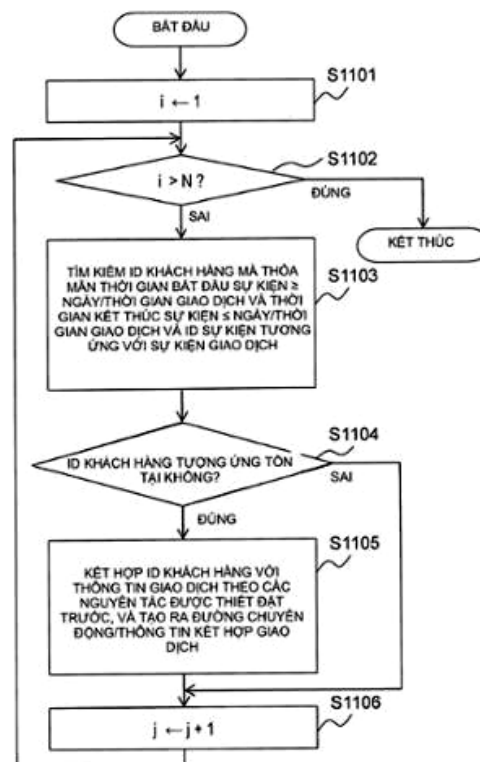 BẮT ĐẦU
S1101
i ← 1
S1102
i > N ?
ĐÚNG
SAI
KẾT THÚC
S1103
TÌM KIẾM ID KHÁCH HÀNG MÀ THỎA
MÃN THỜI GIAN BẮT ĐẦU SỰ KIỆN ≥
NGÀY/THỜI GIAN GIAO DỊCH VÀ THỜI
GIAN KẾT THÚC SỰ KIỆN ≤ NGÀY/THỜI
GIAN GIAO DỊCH VÀ ID SỰ KIỆN TƯƠNG
ỨNG VỚI SỰ KIỆN GIAO DỊCH
S1104
ID KHÁCH HÀNG TƯƠNG ỨNG TỒN
TẠI KHÔNG?
SAI
ĐÚNG
S1105
KẾT HỢP ID KHÁCH HÀNG VỚI
THÔNG TIN GIAO DỊCH THEO CÁC
NGUYÊN TẮC ĐƯỢC THIẾT ĐẶT
TRƯỚC, VÀ TẠO RA ĐƯỜNG CHUYỂN
ĐỘNG/THÔNG TIN KẾT HỢP GIAO
DỊCH
S1106
j ← j + 1